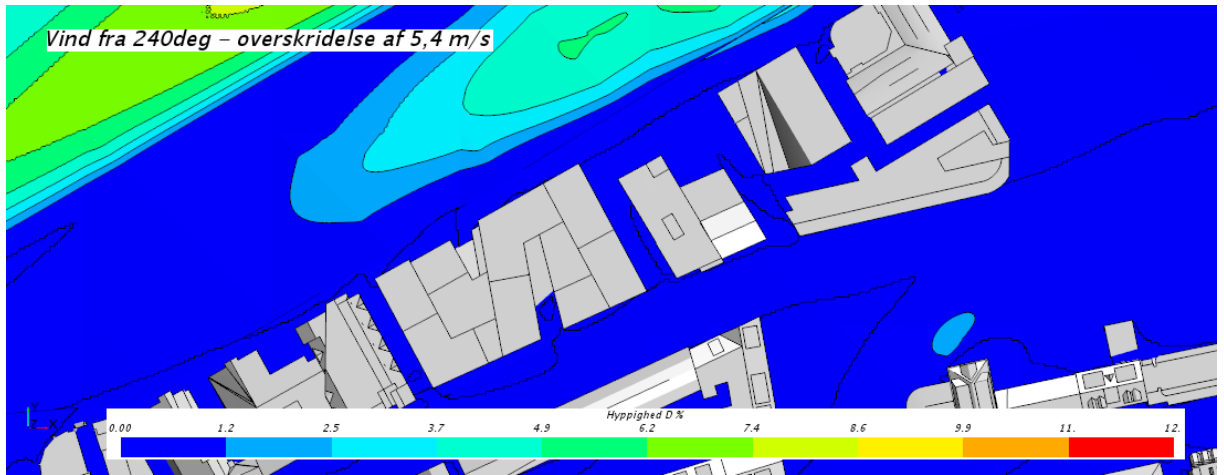 Vind fra 240deg – overskridelse af 5,4 m/s
Hyppighed D %
0.00 1.2 2.5 3.7 4.9 6.2 7.4 8.6 9.9 11. 12.